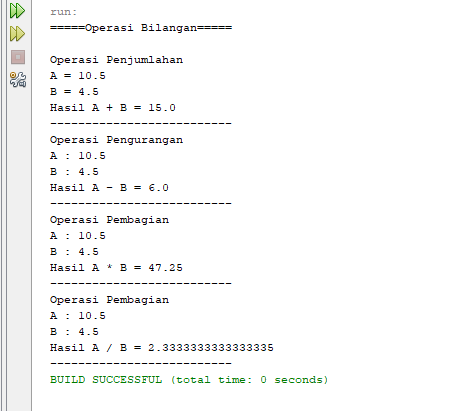 run:
=====Operasi Bilangan=====
Operasi Penjumlahan
A = 10.5
B = 4.5
Hasil A + B = 15.0
--------------------------
Operasi Pengurangan
A : 10.5
B : 4.5
Hasil A - B = 6.0
--------------------------
Operasi Pembagian
A : 10.5
B : 4.5
Hasil A * B = 47.25
--------------------------
Operasi Pembagian
A : 10.5
B : 4.5
Hasil A / B = 2.3333333333333335
--------------------------
BUILD SUCCESSFUL (total time: 0 seconds)